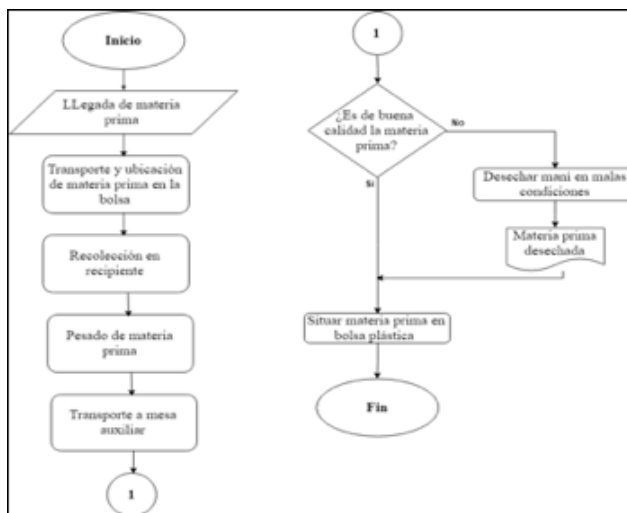 Inicio
LLegada de materia
prima
Transporte y ubicación
de materia prima en la
bolsa
Recolección en
recipiente
Pesado de materia
prima
Transporte a mesa
auxiliar
1
1
¿Es de buena
calidad la materia
prima?
No
Si
Desechar mani en malas
condiciones
Materia prima
desechada
Situar materia prima en
bolsa plástica
Fin